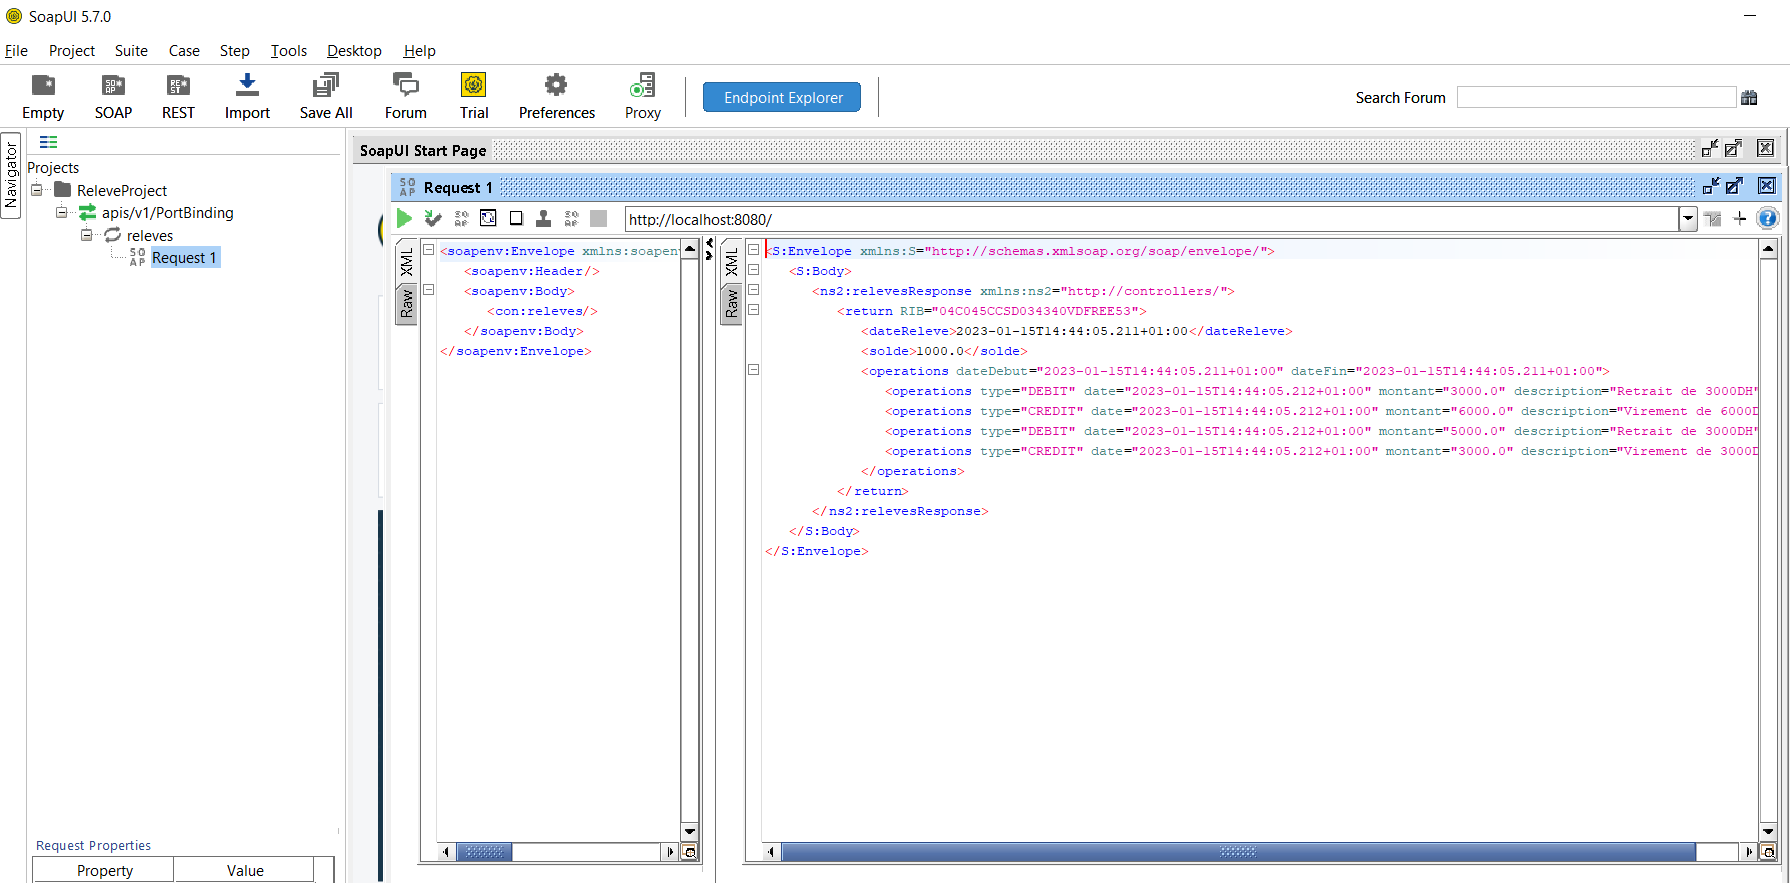 SoapUI 5.7.0
File Project Suite Case Step Tools Desktop Help
Empty SOAP REST Import Save All Forum Trial Preferences Proxy Endpoint Explorer Search Forum
Navigator
Projects
ReleveProject
apis/v1/PortBinding
releves
Request 1
SoapUI Start Page
Request 1
http://localhost:8080/
XML
Raw
<soapenv:Envelope xmlns:soapenv
<soapenv:Header/>
<soapenv:Body>
<con:releves/>
</soapenv:Body>
</soapenv:Envelope>
XML
Raw
<S:Envelope xmlns:S="http://schemas.xmlsoap.org/soap/envelope/">
<S:Body>
<ns2:relevesResponse xmlns:ns2="http://controllers/">
<return RIB="04C045CCSD034340VDFREE53">
<dateReleve>2023-01-15T14:44:05.211+01:00</dateReleve>
<solde>1000.0</solde>
<operations dateDebut="2023-01-15T14:44:05.211+01:00" dateFin="2023-01-15T14:44:05.211+01:00">
<operations type="DEBIT" date="2023-01-15T14:44:05.212+01:00" montant="3000.0" description="Retrait de 3000DH"
<operations type="CREDIT" date="2023-01-15T14:44:05.212+01:00" montant="6000.0" description="Virement de 6000D
<operations type="DEBIT" date="2023-01-15T14:44:05.212+01:00" montant="5000.0" description="Retrait de 3000DH"
<operations type="CREDIT" date="2023-01-15T14:44:05.212+01:00" montant="3000.0" description="Virement de 3000D
</operations>
</return>
</ns2:relevesResponse>
</S:Body>
</S:Envelope>
Request Properties
Property Value